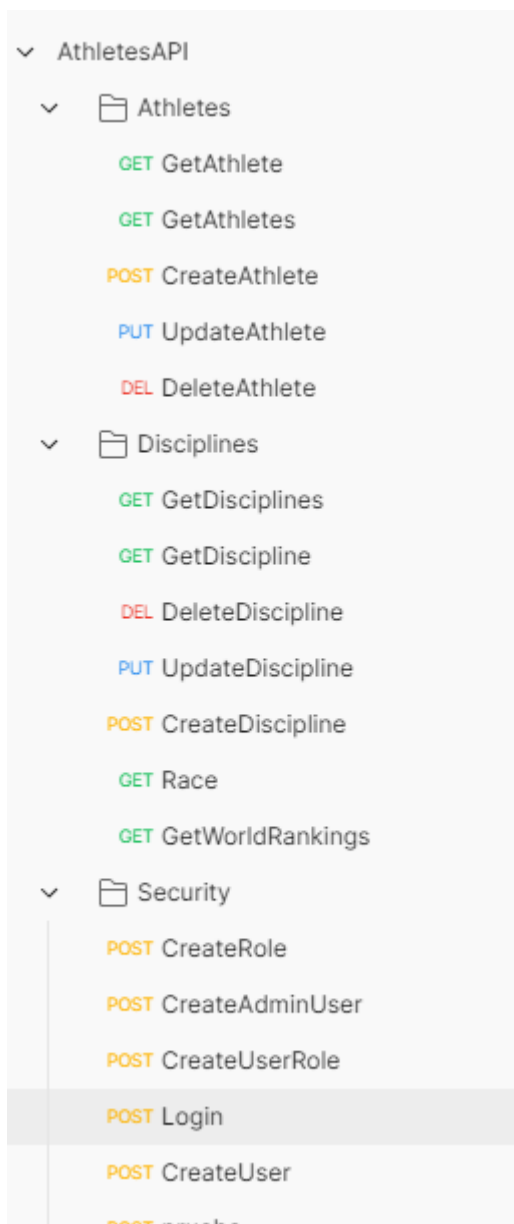 AthletesAPI
Athletes
GET GetAthlete
GET GetAthletes
POST CreateAthlete
PUT UpdateAthlete
DEL DeleteAthlete
Disciplines
GET GetDisciplines
GET GetDiscipline
DEL DeleteDiscipline
PUT UpdateDiscipline
POST CreateDiscipline
GET Race
GET GetWorldRankings
Security
POST CreateRole
POST CreateAdminUser
POST CreateUserRole
POST Login
POST CreateUser